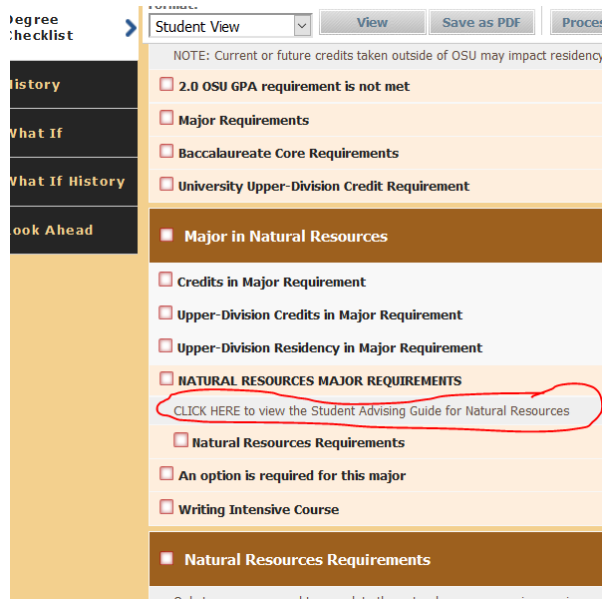 Degree
Checklist
History
What If
What If History
Look Ahead
Format:
Student View
View
Save as PDF
NOTE: Current or future credits taken outside of OSU may impact residency
2.0 OSU GPA requirement is not met
Major Requirements
Baccalaureate Core Requirements
University Upper-Division Credit Requirement
Major in Natural Resources
Credits in Major Requirement
Upper-Division Credits in Major Requirement
Upper-Division Residency in Major Requirement
NATURAL RESOURCES MAJOR REQUIREMENTS
CLICK HERE to view the Student Advising Guide for Natural Resources
Natural Resources Requirements
An option is required for this major
Writing Intensive Course
Natural Resources Requirements